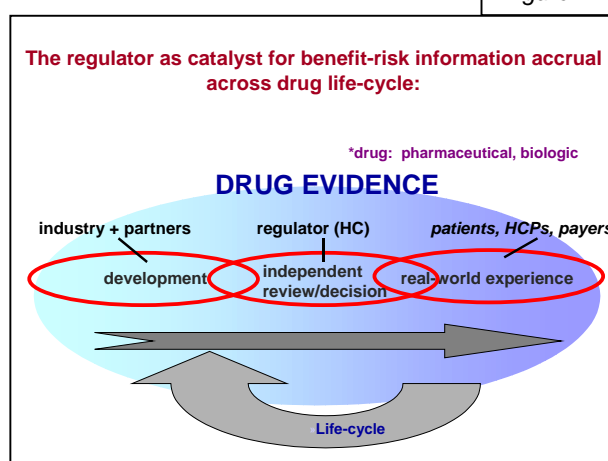 The regulator as catalyst for benefit-risk information accrual
across drug life-cycle:
*drug: pharmaceutical, biologic
DRUG EVIDENCE
industry + partners
regulator (HC)
patients, HCPs, payers
development
independent
review/decision
real-world experience
Life-cycle